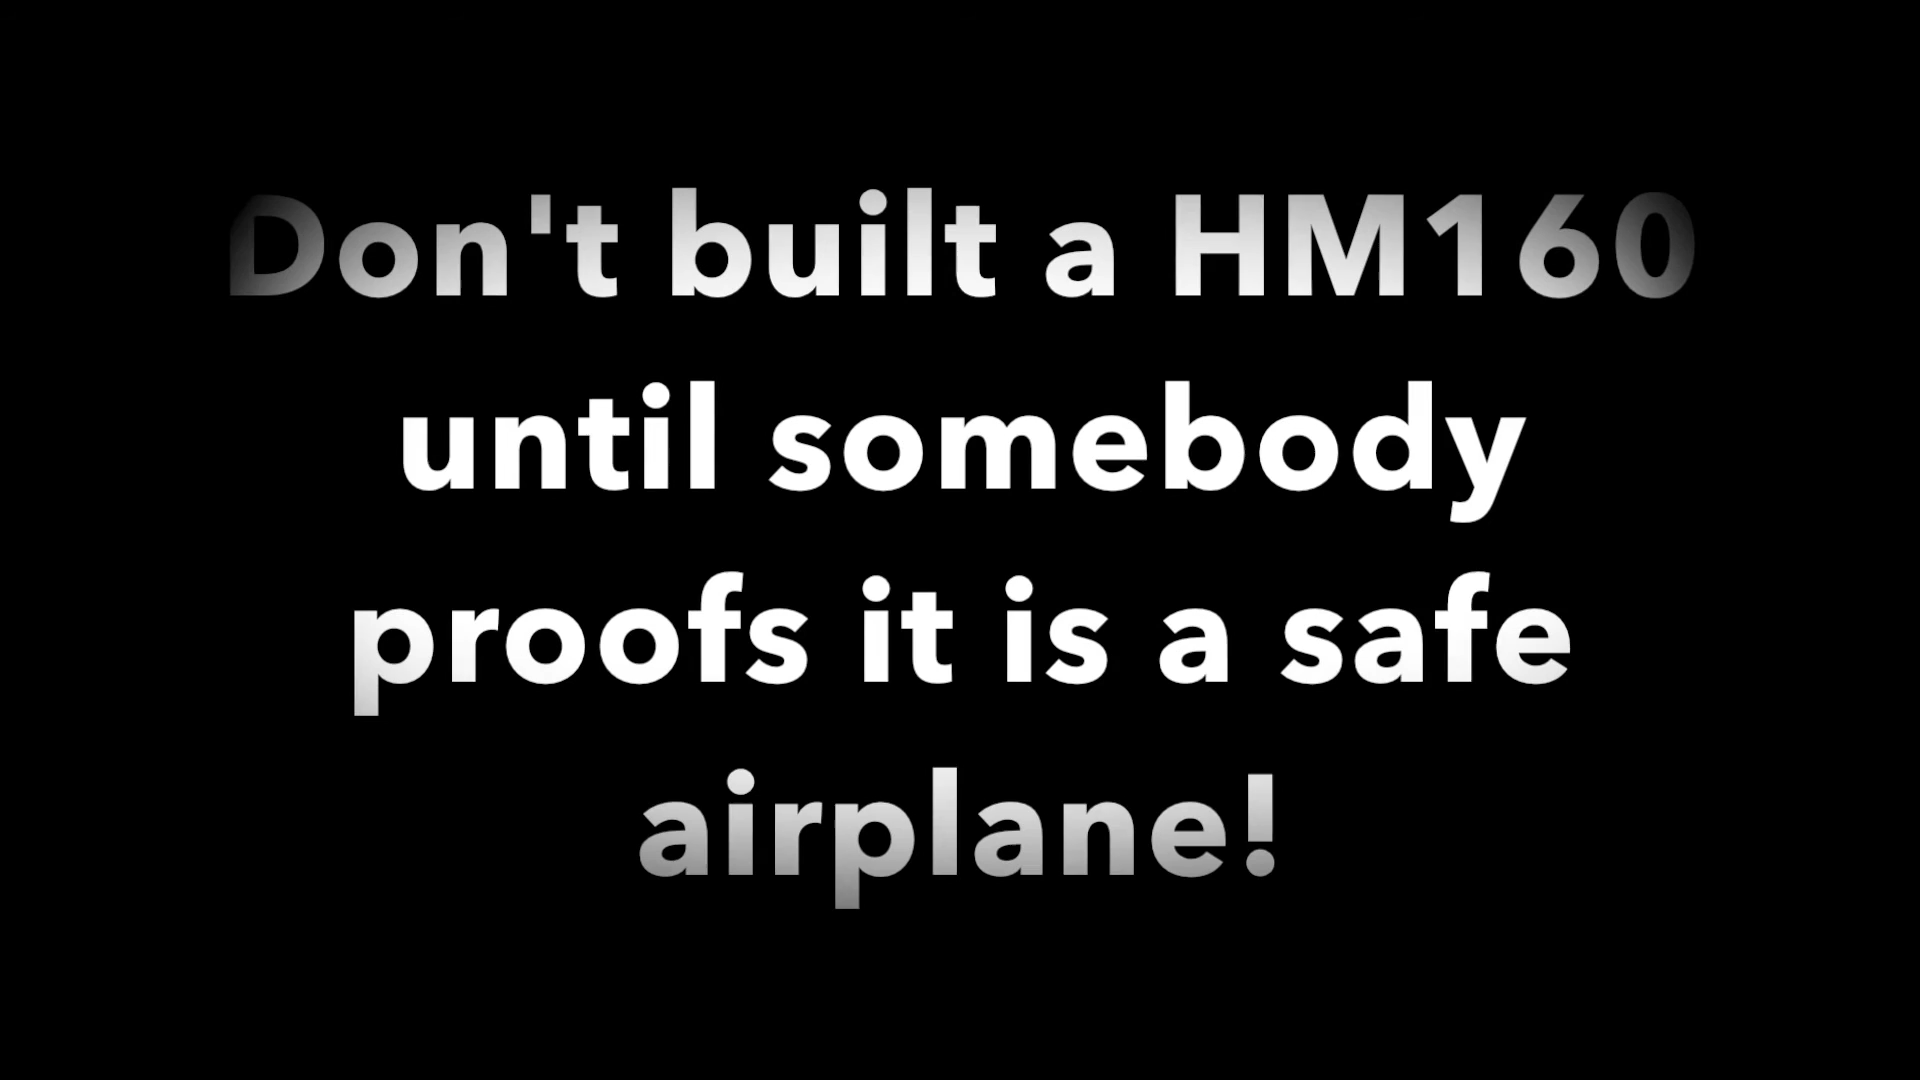 Don't built a HM160
until somebody
proofs it is a safe
airplane!